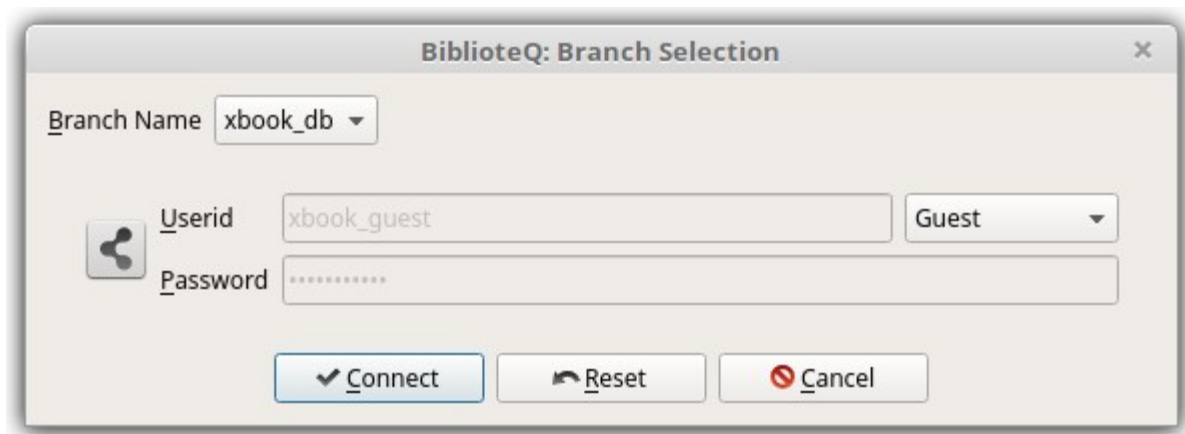 BiblioteQ: Branch Selection
Branch Name xbook_db
Userid xbook_guest Guest
Password •••••••••••
Connect Reset Cancel